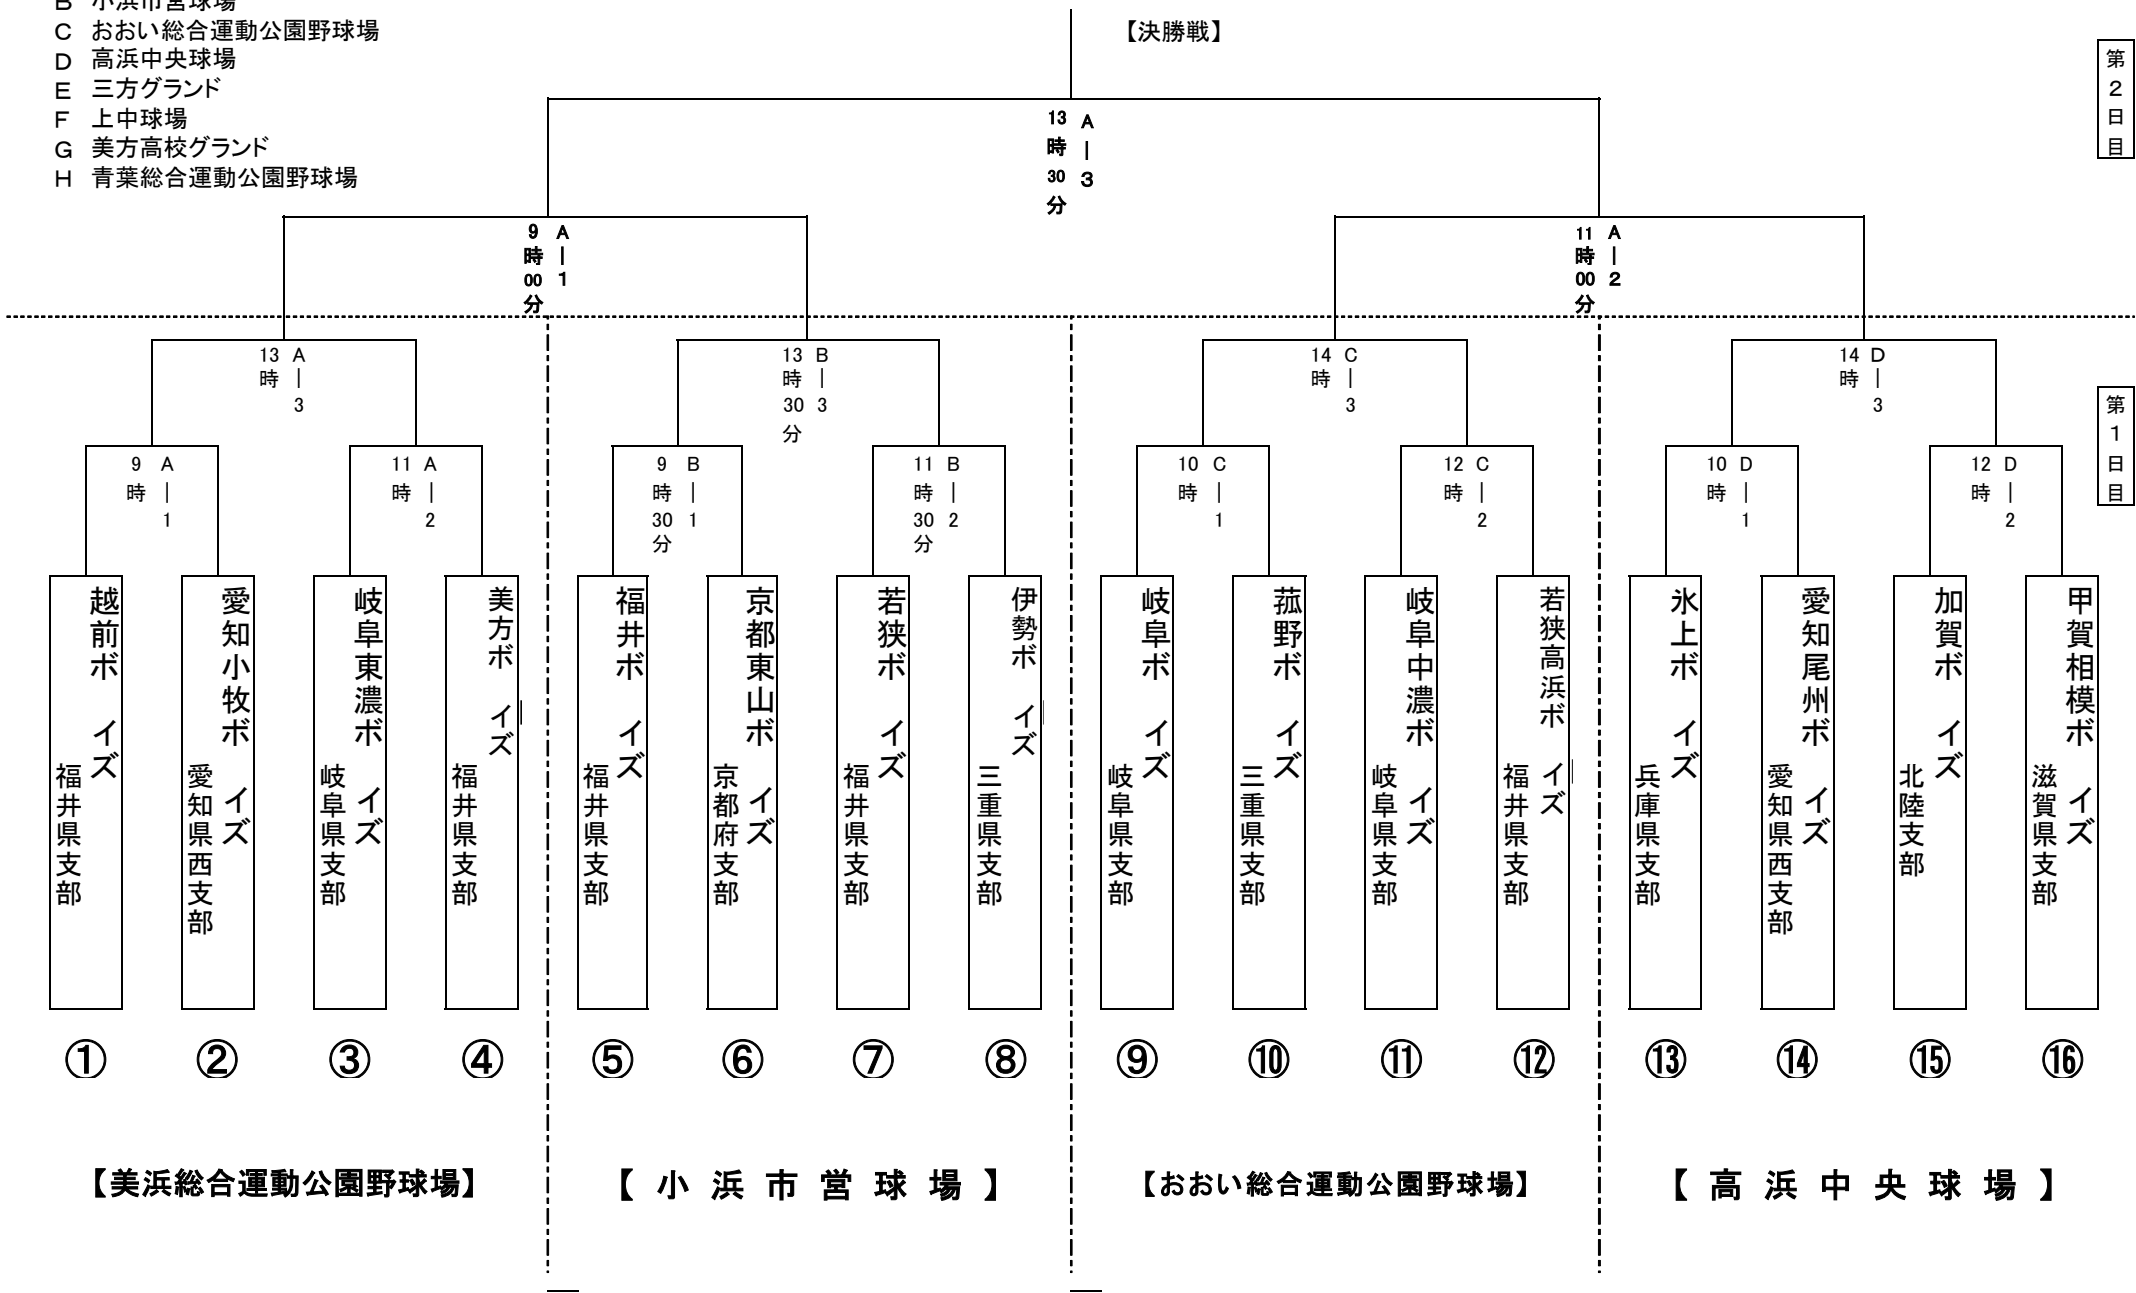 B 小浜市営球場
C おおい総合運動公園野球場
D 高浜中央球場
E 三方グランド
F 上中球場
G 美方高校グランド
H 青葉総合運動公園野球場
【決勝戦】
第2日目
A|3
13時30分
A|1
9時00分
A|2
11時00分
第1日目
A|3
13時
B|3
13時30分
C|3
14時
D|3
14時
A|1
9時
A|2
11時
B|1
9時30分
B|2
11時30分
C|1
10時
C|2
12時
D|1
10時
D|2
12時
越前ボ イズ
福井県支部
愛知小牧ボ イズ
愛知県西支部
岐阜東濃ボ イズ
岐阜県支部
美方ボ イズ
福井県支部
福井ボ イズ
福井県支部
京都東山ボ イズ
京都府支部
若狭ボ イズ
福井県支部
伊勢ボ イズ
三重県支部
岐阜ボ イズ
岐阜県支部
菰野ボ イズ
三重県支部
岐阜中濃ボ イズ
岐阜県支部
若狭高浜ボ イズ
福井県支部
氷上ボ イズ
兵庫県支部
愛知尾州ボ イズ
愛知県西支部
加賀ボ イズ
北陸支部
甲賀相模ボ イズ
滋賀県支部
① ② ③ ④ ⑤ ⑥ ⑦ ⑧ ⑨ ⑩ ⑪ ⑫ ⑬ ⑭ ⑮ ⑯
【美浜総合運動公園野球場】
【 小 浜 市 営 球 場 】
【おおい総合運動公園野球場】
【 高 浜 中 央 球 場 】